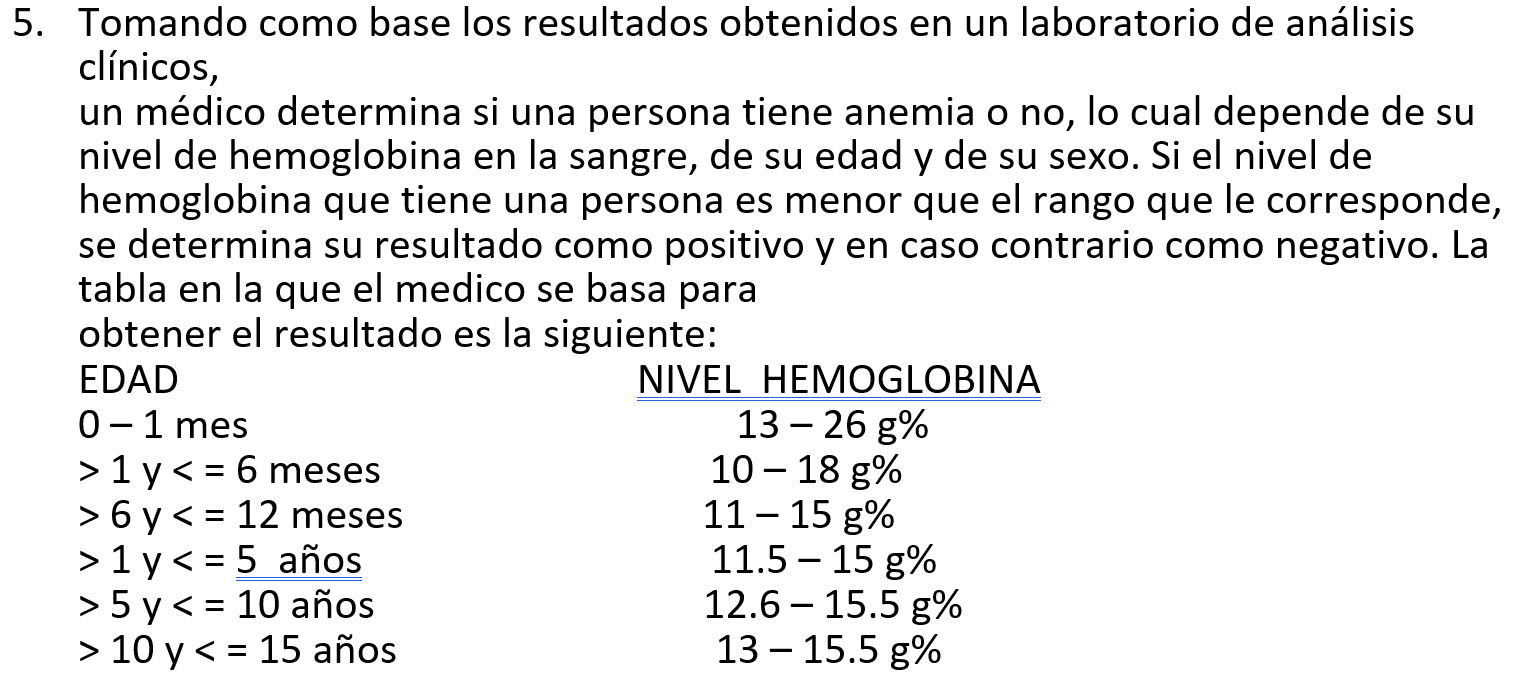 5. Tomando como base los resultados obtenidos en un laboratorio de análisis
clínicos,
un médico determina si una persona tiene anemia o no, lo cual depende de su
nivel de hemoglobina en la sangre, de su edad y de su sexo. Si el nivel de
hemoglobina que tiene una persona es menor que el rango que le corresponde,
se determina su resultado como positivo y en caso contrario como negativo. La
tabla en la que el medico se basa para
obtener el resultado es la siguiente:
EDAD NIVEL HEMOGLOBINA
0 – 1 mes 13 – 26 g%
> 1 y < = 6 meses 10 – 18 g%
> 6 y < = 12 meses 11 – 15 g%
> 1 y < = 5 años 11.5 – 15 g%
> 5 y < = 10 años 12.6 – 15.5 g%
> 10 y < = 15 años 13 – 15.5 g%